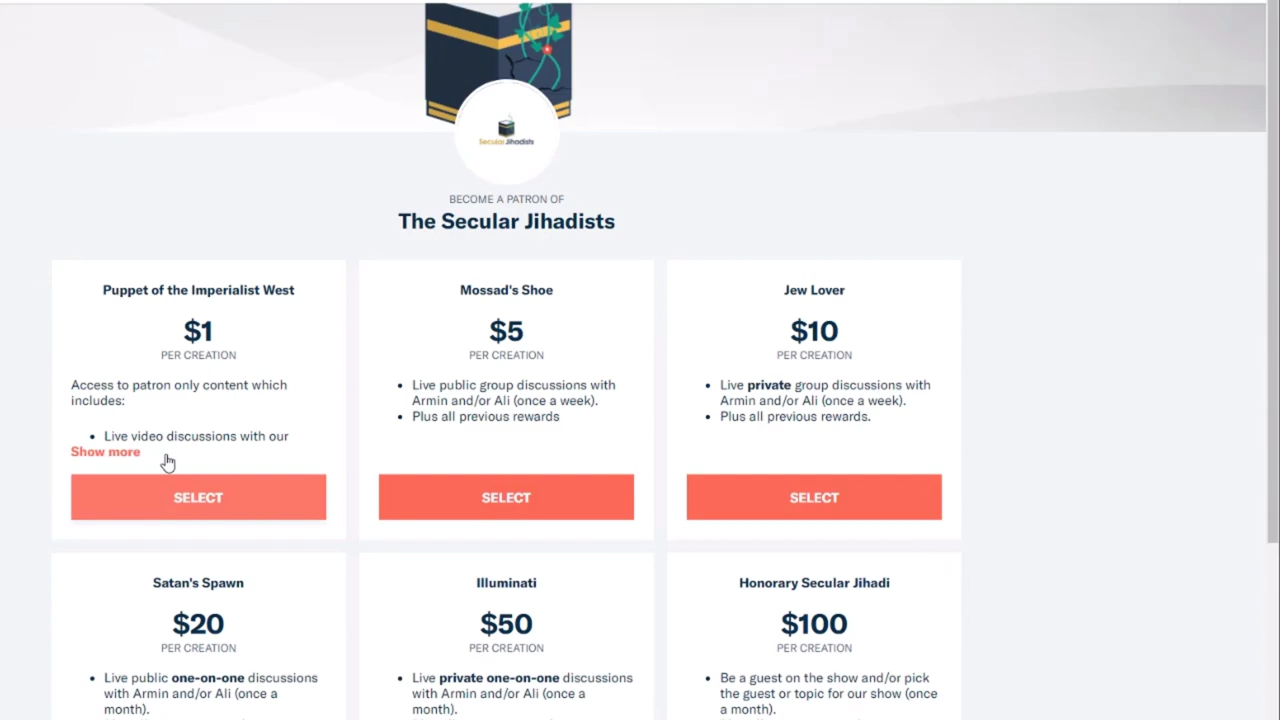 Secular Jihadists
BECOME A PATRON OF
The Secular Jihadists
Puppet of the Imperialist West
$1
PER CREATION
Access to patron only content which
includes:
• Live video discussions with our
Show more
SELECT
Mossad's Shoe
$5
PER CREATION
• Live public group discussions with
Armin and/or Ali (once a week).
• Plus all previous rewards
SELECT
Jew Lover
$10
PER CREATION
• Live private group discussions with
Armin and/or Ali (once a week).
• Plus all previous rewards.
SELECT
Satan's Spawn
$20
PER CREATION
• Live public one-on-one discussions
with Armin and/or Ali (once a
month).
Illuminati
$50
PER CREATION
• Live private one-on-one discussions
with Armin and/or Ali (once a
month).
Honorary Secular Jihadi
$100
PER CREATION
• Be a guest on the show and/or pick
the guest or topic for our show (once
a month).